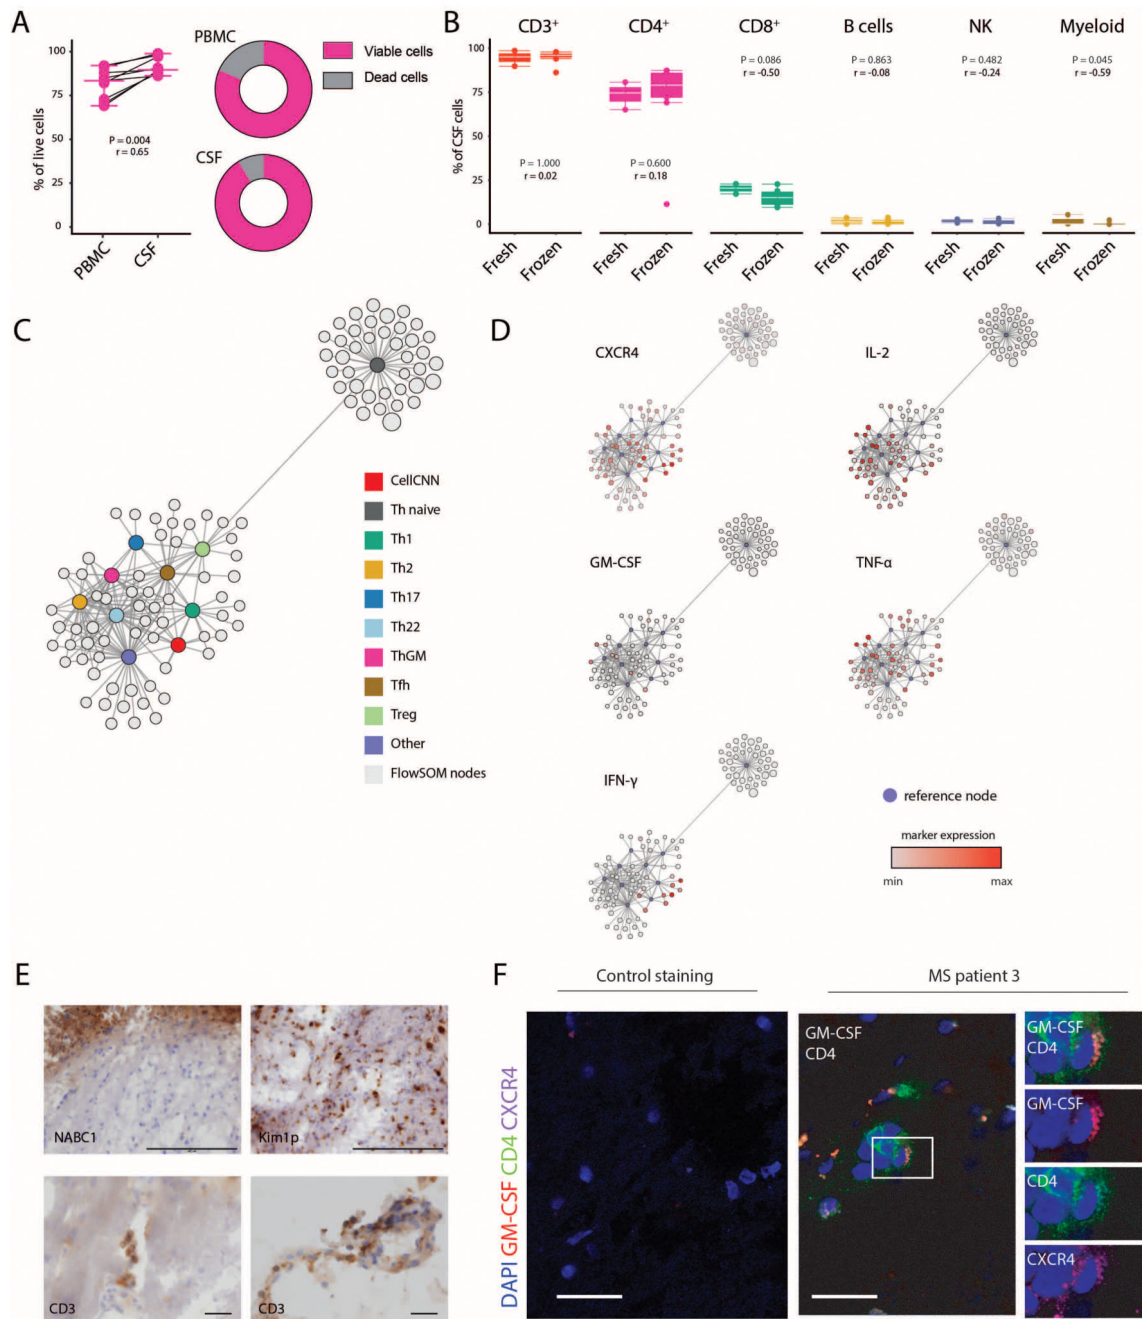 A
100
75
50
25
0
% of live cells
P = 0.004
r = 0.65
PBMC
CSF
PBMC
CSF
Viable cells
Dead cells
B
CD3+
CD4+
CD8+
B cells
NK
Myeloid
100
75
50
25
0
% of CSF cells
P = 1.000
r = 0.02
P = 0.600
r = 0.18
P = 0.086
r = -0.50
P = 0.863
r = -0.08
P = 0.482
r = -0.24
P = 0.045
r = -0.59
Fresh
Frozen
Fresh
Frozen
Fresh
Frozen
Fresh
Frozen
Fresh
Frozen
Fresh
Frozen
C
CellCNN
Th naive
Th1
Th2
Th17
Th22
ThGM
Tfh
Treg
Other
FlowSOM nodes
D
CXCR4
IL-2
GM-CSF
TNF-α
IFN-γ
reference node
marker expression
min
max
E
NABC1
Kim1p
CD3
CD3
F
Control staining
MS patient 3
DAPI GM-CSF CD4 CXCR4
GM-CSF
CD4
GM-CSF
CD4
GM-CSF
CD4
CXCR4